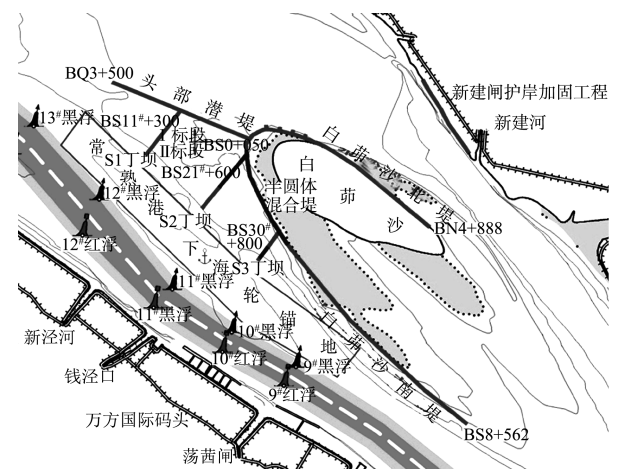 BQ3+500
头部潜堤
新建闸护岸加固工程
新建河
13#黑浮
BS11#+300
I标段
II标段
BS0+050
白茆沙北堤
S1丁坝
BS21#+600
常熟港下海轮锚地
12#黑浮
半圆体
混合堤
白茆沙
S2丁坝
BS30#
+800
BN4+888
12#红浮
S3丁坝
11#黑浮
11#红浮
白茆沙南堤
新泾河
10#黑浮
10#红浮
9#黑浮
钱泾口
9#红浮
万方国际码头
BS8+562
荡茜闸